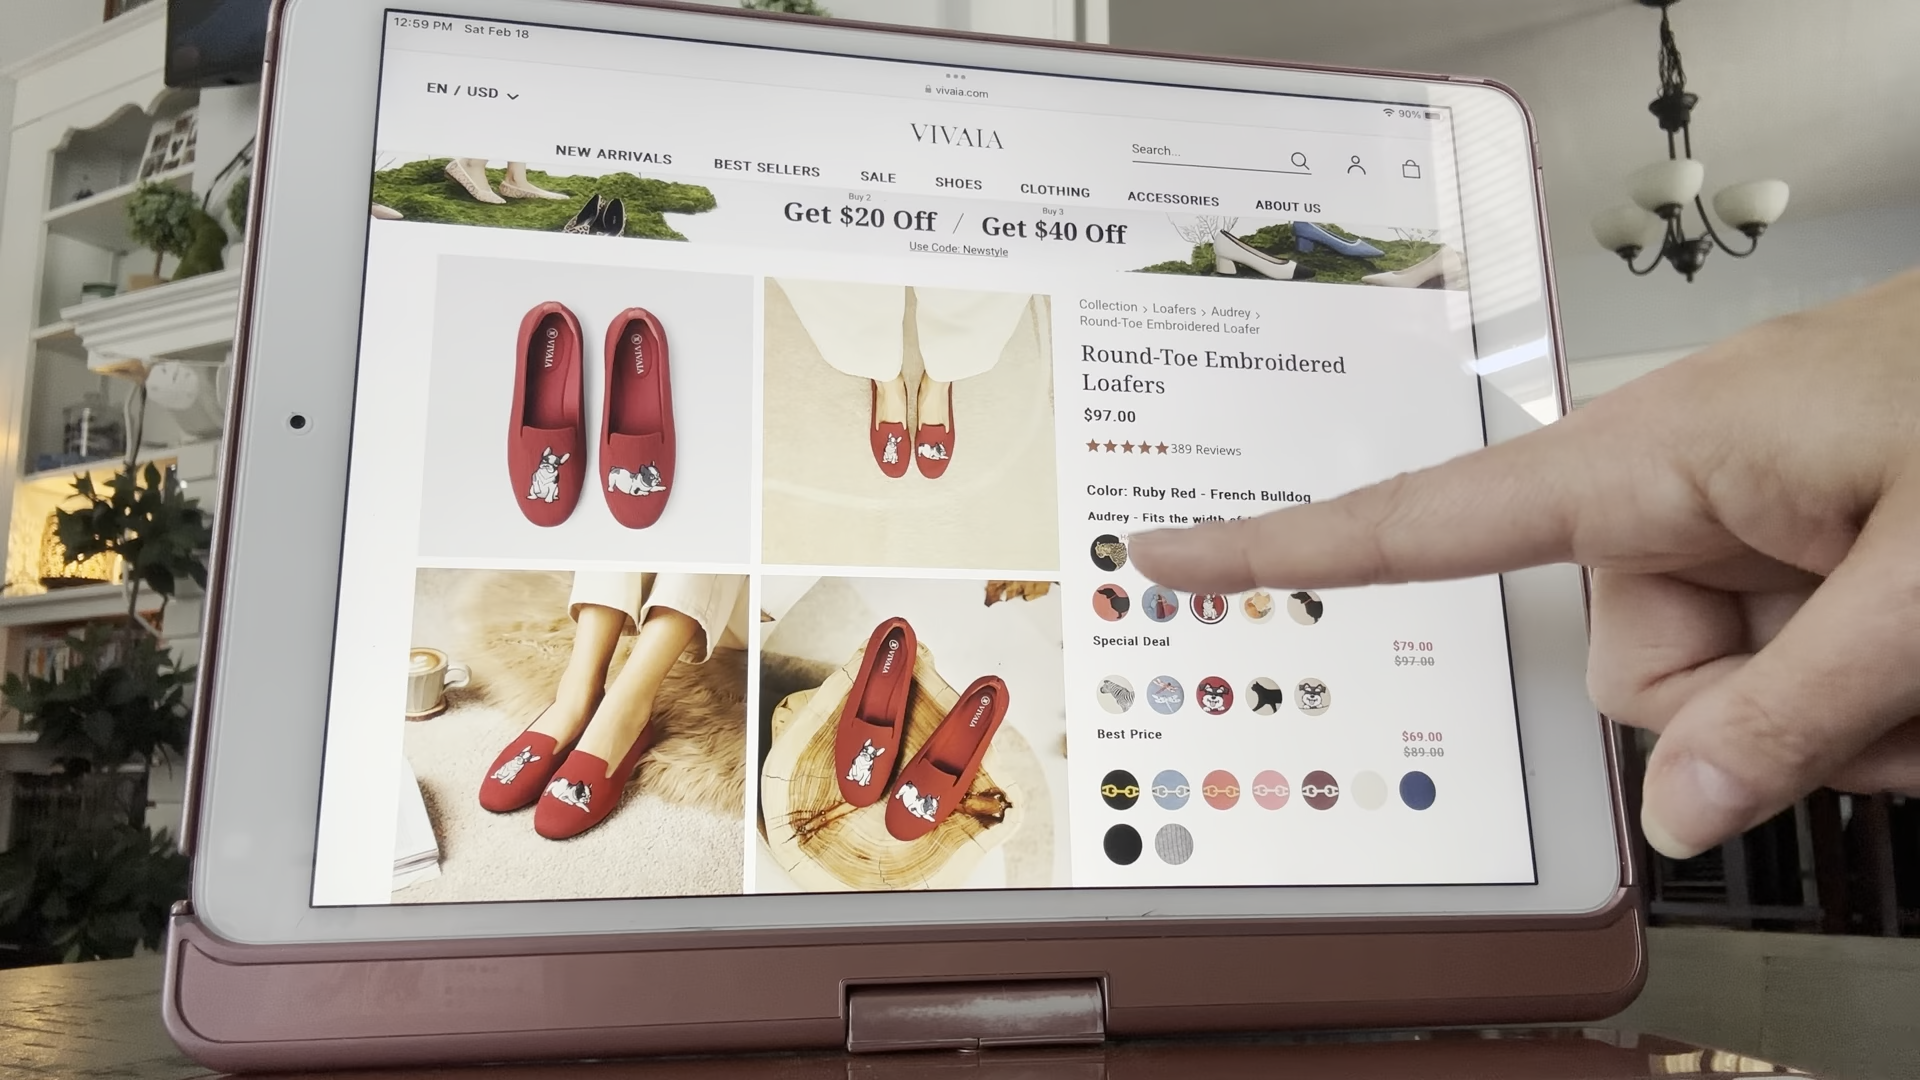 12:59 PM Sat Feb 18
vivaia.com
90%
EN / USD
VIVAIA
Search...
NEW ARRIVALS
BEST SELLERS
SALE
SHOES
CLOTHING
ACCESSORIES
ABOUT US
Buy 2
Get $20 Off
/
Buy 3
Get $40 Off
Use Code: Newstyle
VIVAIA
VIVAIA
VIVAIA
VIVAIA
Collection > Loafers > Audrey >
Round-Toe Embroidered Loafer
Round-Toe Embroidered
Loafers
$97.00
389 Reviews
Color: Ruby Red - French Bulldog
Audrey - Fits the width of
Special Deal
$79.00
$97.00
Best Price
$69.00
$89.00